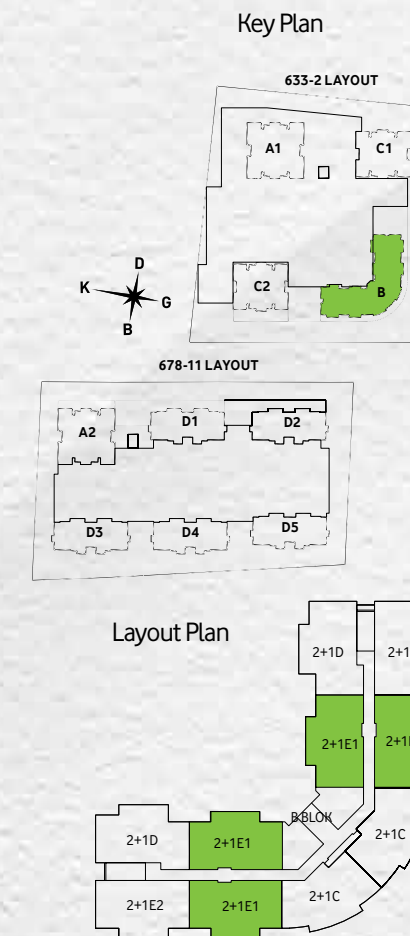 Key Plan
633-2 LAYOUT
A1
C1
D
K
G
B
C2
B
678-11 LAYOUT
A2
D1
D2
D3
D4
D5
Layout Plan
2+1D
2+1E1
B BLOK
2+1D
2+1E1
2+1C
2+1E2
2+1E1
2+1C